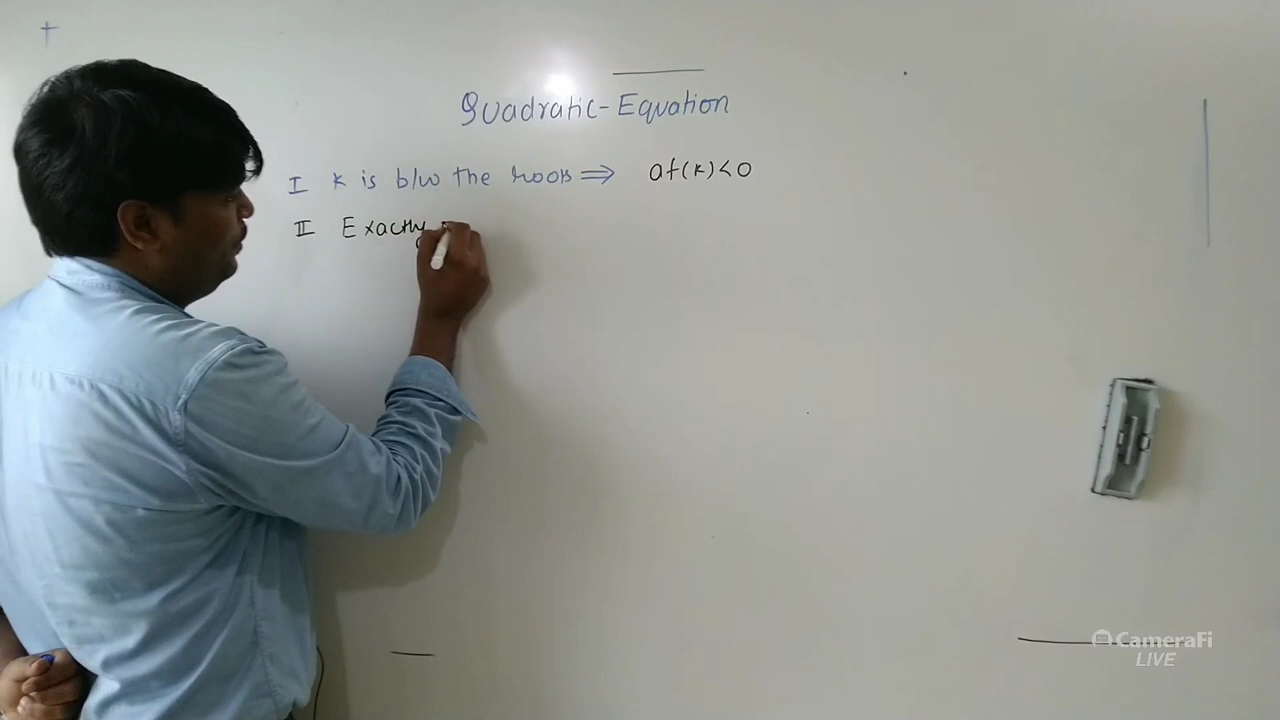 Quadratic-Equation
I K is b/w the roots ⟹ af(k)<0
II Exactly
CameraFi
LIVE